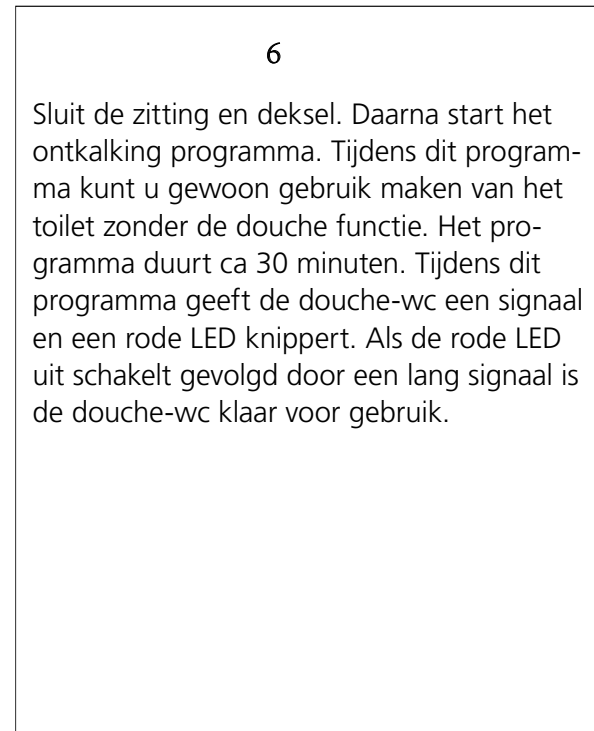 6
Sluit de zitting en deksel. Daarna start het
ontkalking programma. Tijdens dit program-
ma kunt u gewoon gebruik maken van het
toilet zonder de douche functie. Het pro-
gramma duurt ca 30 minuten. Tijdens dit
programma geeft de douche-wc een signaal
en een rode LED knippert. Als de rode LED
uit schakelt gevolgd door een lang signaal is
de douche-wc klaar voor gebruik.